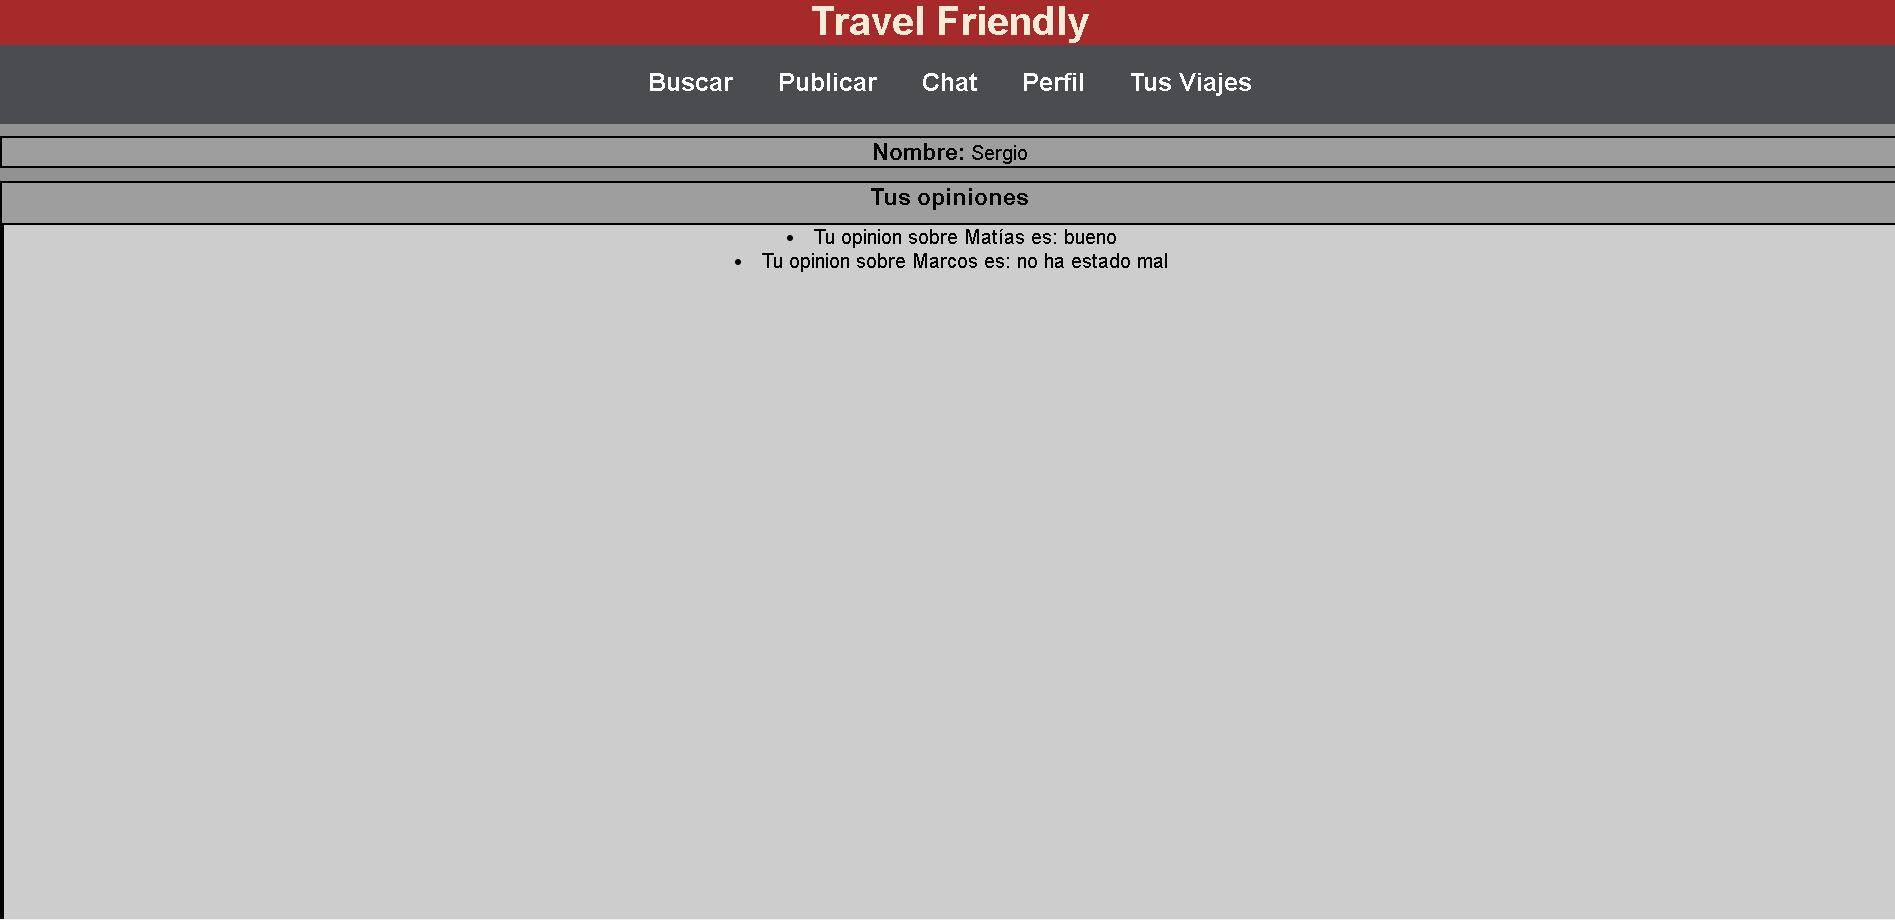 Travel Friendly
Buscar Publicar Chat Perfil Tus Viajes
Nombre: Sergio
Tus opiniones
• Tu opinion sobre Matías es: bueno
• Tu opinion sobre Marcos es: no ha estado mal